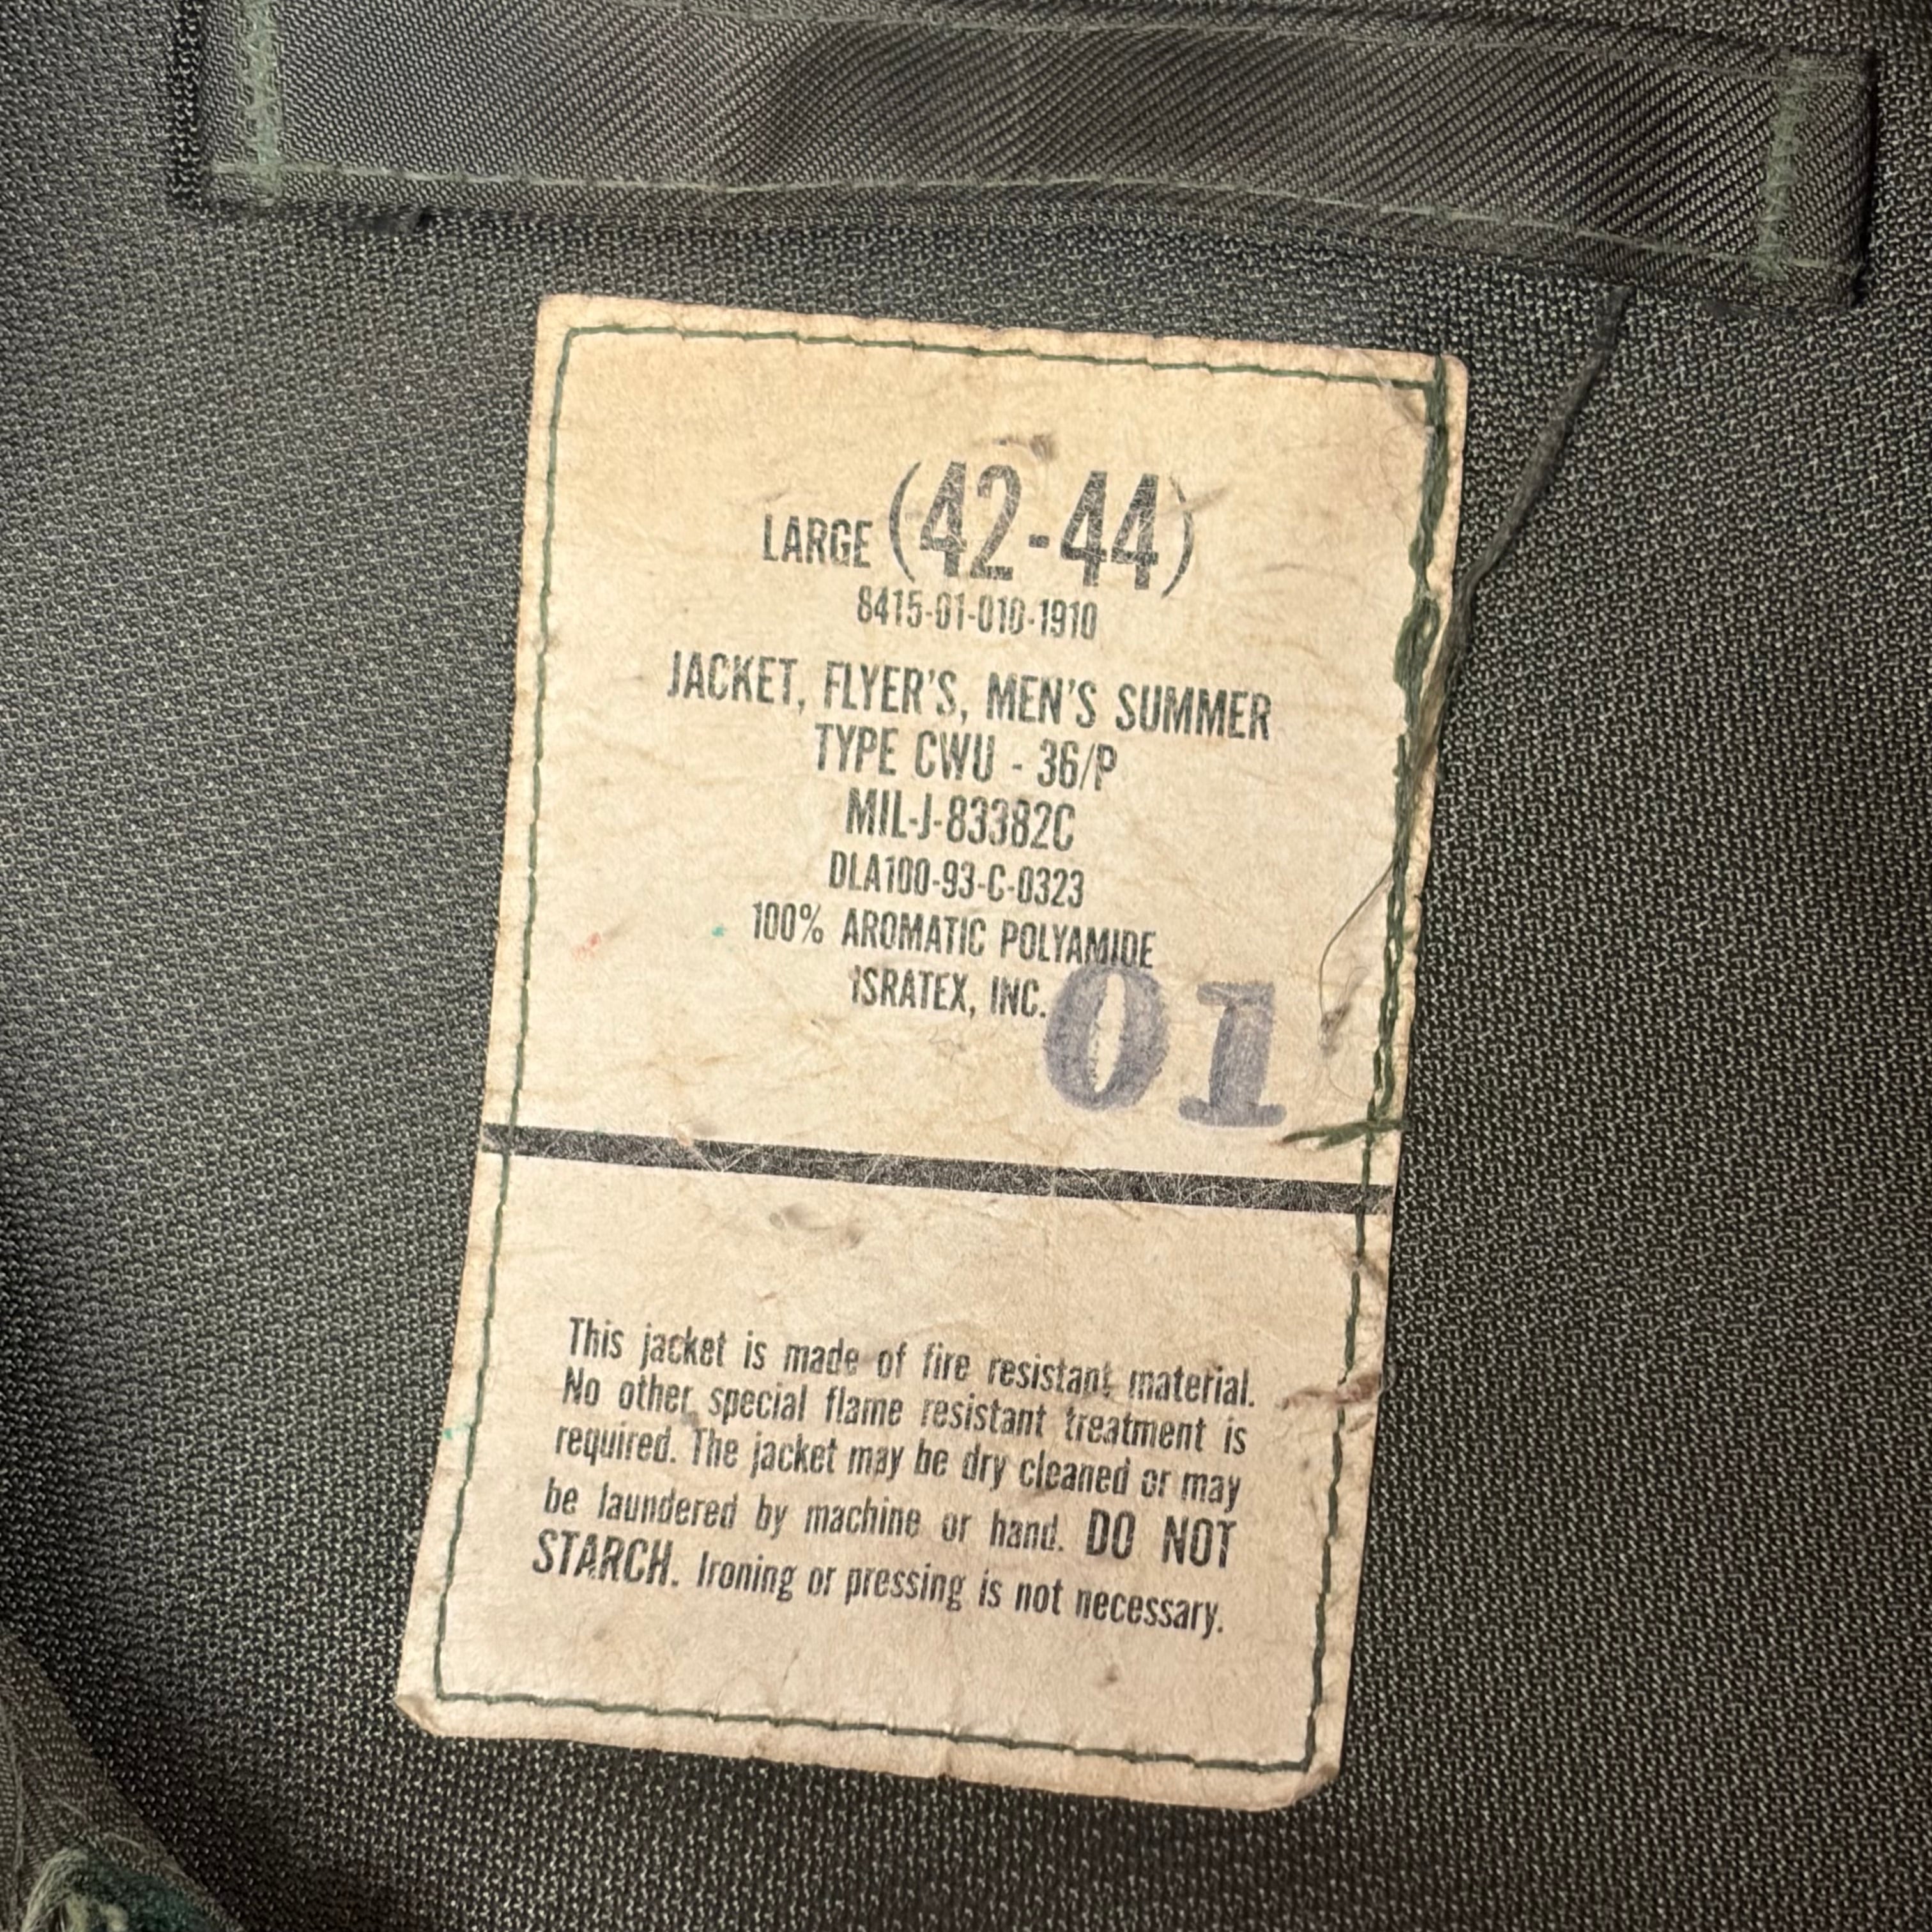 LARGE (42-44)
8415-01-010-1910
JACKET, FLYER'S, MEN'S SUMMER
TYPE CWU - 36/P
MIL-J-83382C
DLA100-93-C-0323
100% AROMATIC POLYAMIDE
ISRATEX, INC.
01
This jacket is made of fire resistant material.
No other special flame resistant treatment is
required. The jacket may be dry cleaned or may
be laundered by machine or hand. DO NOT
STARCH. Ironing or pressing is not necessary.